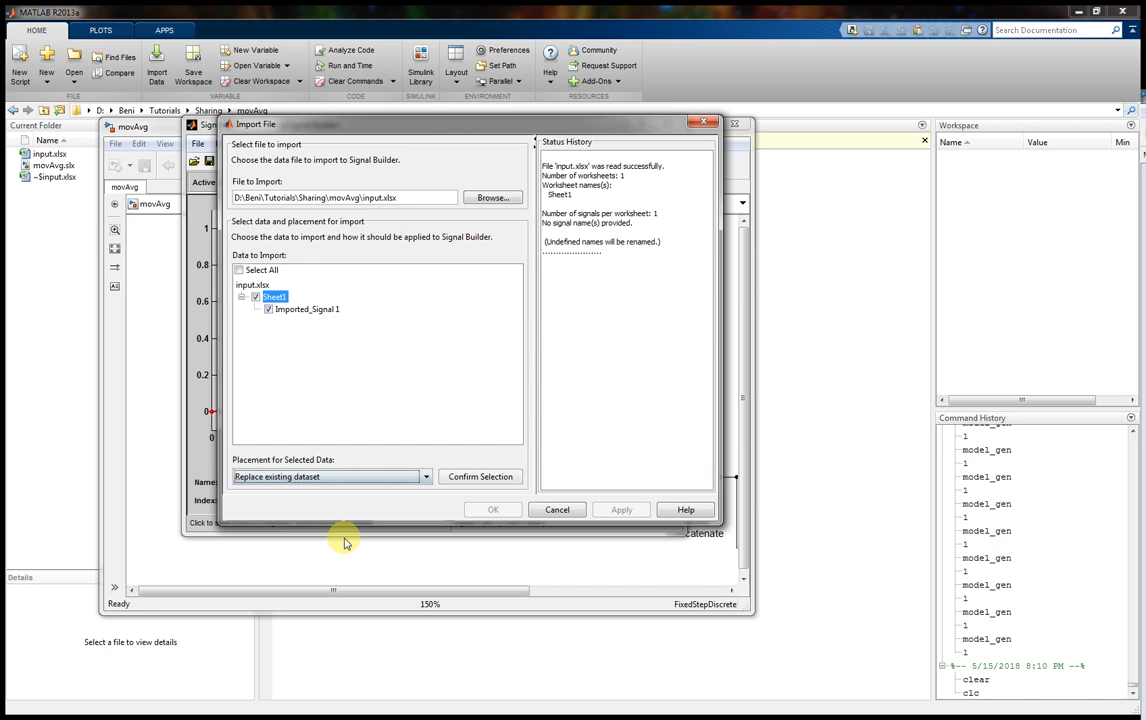 MATLAB R2013a
HOME PLOTS APPS
Search Documentation
New Script
New
Open
Find Files
Compare
Import Data
Save Workspace
New Variable
Open Variable
Clear Workspace
Analyze Code
Run and Time
Clear Commands
Simulink Library
Layout
Preferences
Set Path
Parallel
Help
Community
Request Support
Add-Ons
FILE VARIABLE CODE SIMULINK ENVIRONMENT RESOURCES
D: Beni Tutorials Sharing movAvg
Current Folder
Name
input.xlsx
movAvg.slx
~$input.xlsx
movAvg
File Edit View
movAvg
movAvg
Sign
File
Active
1
0.8
0.6
0.4
0.2
0
0
Name:
Index:
Click to s
Import File
Select file to import
Choose the data file to import to Signal Builder.
File to Import:
D:\Beni\Tutorials\Sharing\movAvg\input.xlsx
Browse...
Select data and placement for import
Choose the data to import and how it should be applied to Signal Builder.
Data to Import:
Select All
input.xlsx
Sheet1
Imported_Signal 1
Placement for Selected Data:
Replace existing dataset
Confirm Selection
OK Cancel Apply Help
Status History
File 'input.xlsx' was read successfully.
Number of worksheets: 1
Worksheet names(s):
Sheet1
Number of signals per worksheet: 1
No signal name(s) provided.
(Undefined names will be renamed.)
......................
catenate
Ready 150% FixedStepDiscrete
Details
Select a file to view details
Workspace
Name Value Min
Command History
1
model_gen
1
model_gen
1
model_gen
1
model_gen
1
model_gen
1
model_gen
1
model_gen
1
model_gen
1
%-- 5/15/2018 8:10 PM --%
clear
clc